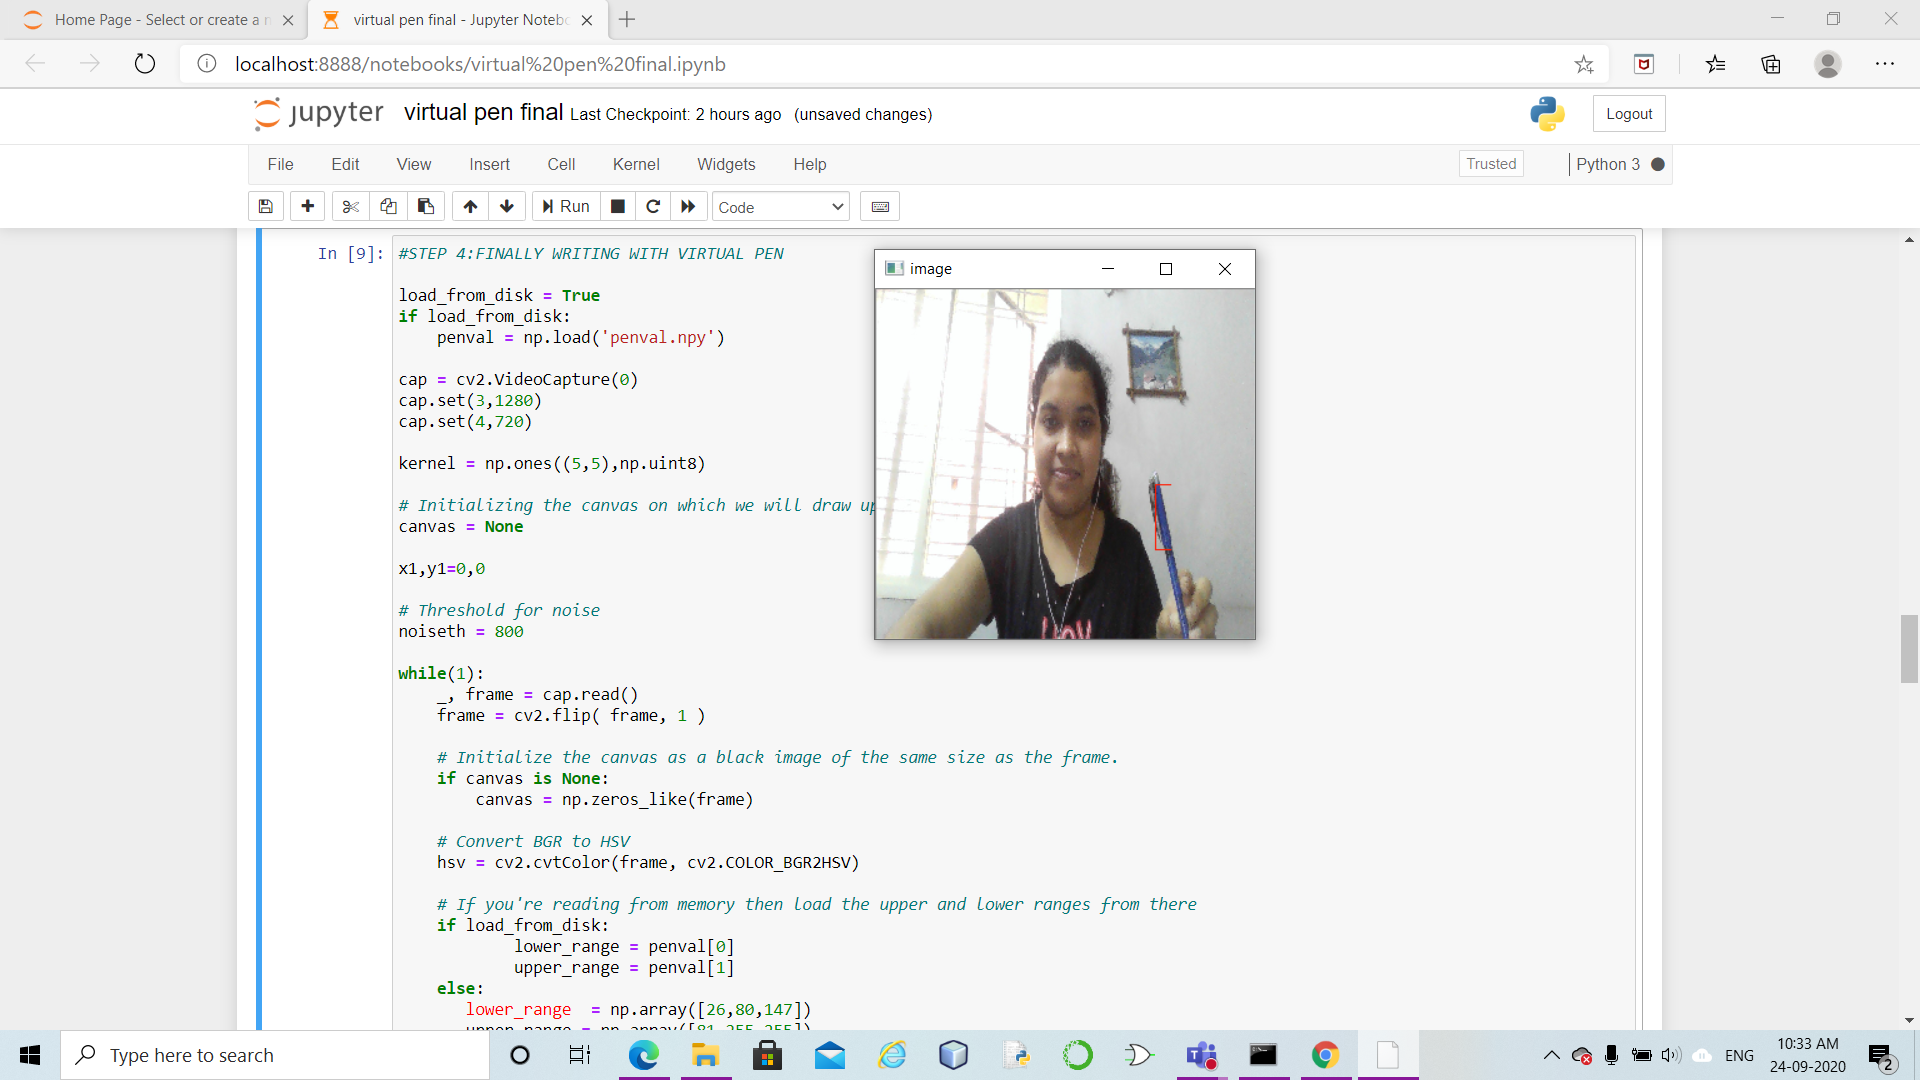 Home Page - Select or create a n
virtual pen final - Jupyter Notebo
localhost:8888/notebooks/virtual%20pen%20final.ipynb
jupyter virtual pen final Last Checkpoint: 2 hours ago (unsaved changes)
Logout
File Edit View Insert Cell Kernel Widgets Help
Trusted
Python 3
Run
Code
In [9]:
#STEP 4:FINALLY WRITING WITH VIRTUAL PEN
load_from_disk = True
if load_from_disk:
    penval = np.load('penval.npy')
cap = cv2.VideoCapture(0)
cap.set(3,1280)
cap.set(4,720)
kernel = np.ones((5,5),np.uint8)
# Initializing the canvas on which we will draw up
canvas = None
x1,y1=0,0
# Threshold for noise
noiseth = 800
while(1):
    _, frame = cap.read()
    frame = cv2.flip( frame, 1 )
    # Initialize the canvas as a black image of the same size as the frame.
    if canvas is None:
        canvas = np.zeros_like(frame)
    # Convert BGR to HSV
    hsv = cv2.cvtColor(frame, cv2.COLOR_BGR2HSV)
    # If you're reading from memory then load the upper and lower ranges from there
    if load_from_disk:
            lower_range = penval[0]
            upper_range = penval[1]
    else:
       lower_range  = np.array([26,80,147])
       upper_range = np.array([81,255,255])
image
Type here to search
ENG
10:33 AM
24-09-2020
2